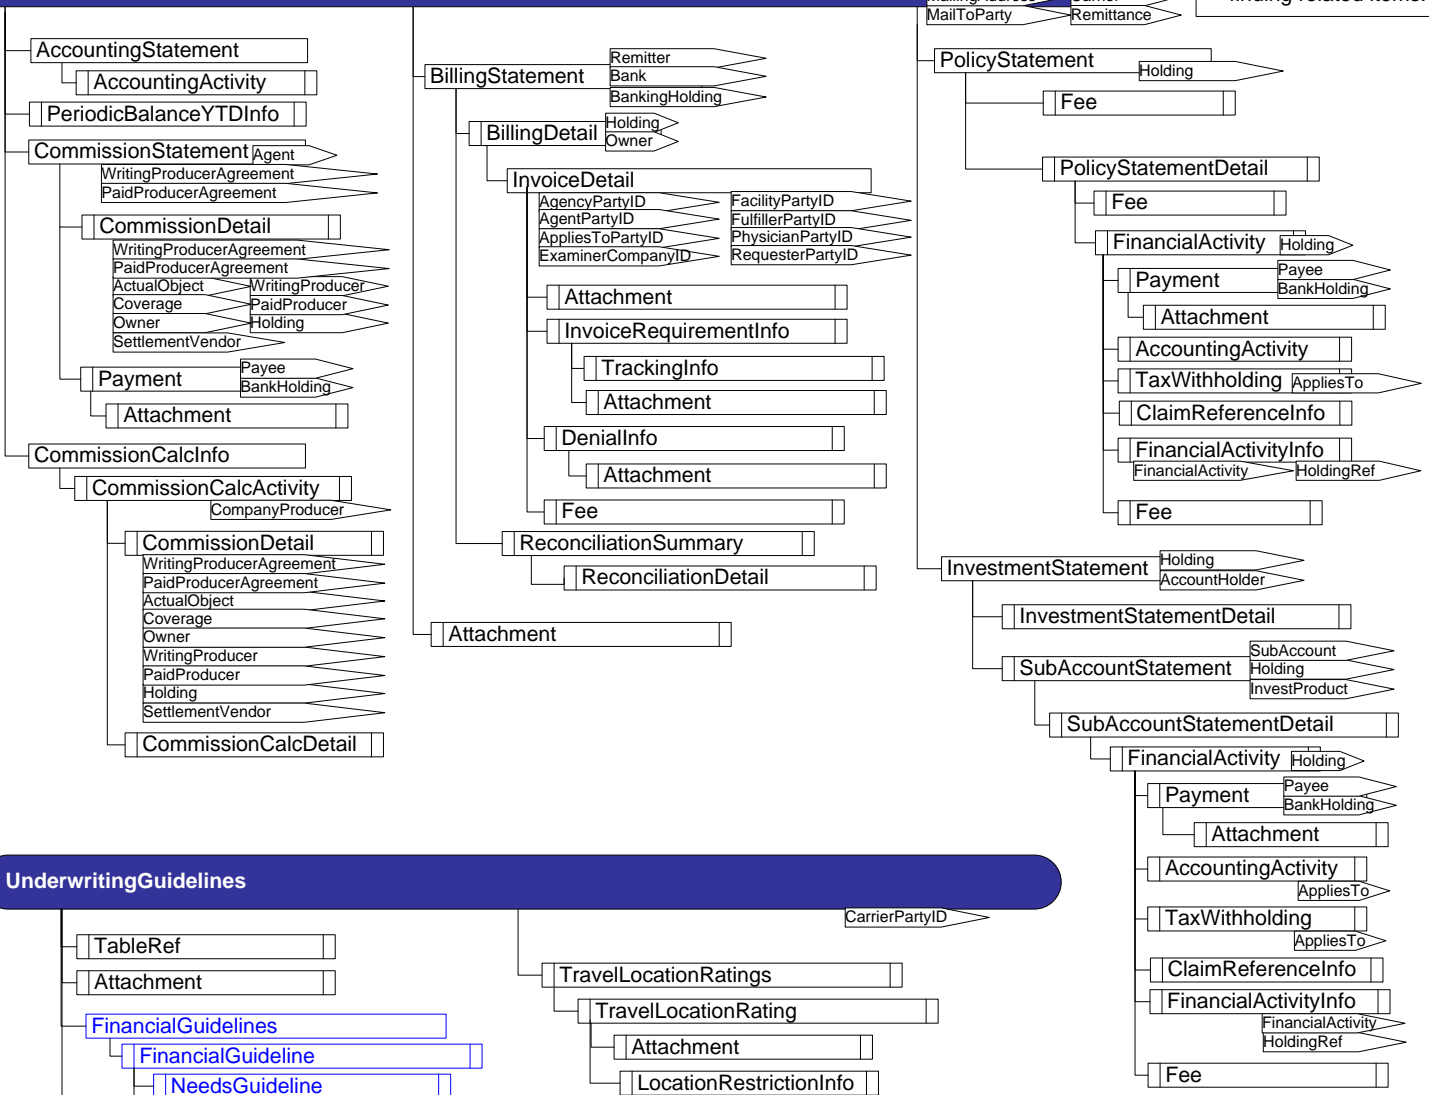 MailingAddress
Carrier
MailToParty
Remittance
finding related items.
AccountingStatement
AccountingActivity
PeriodicBalanceYTDInfo
CommissionStatement
Agent
WritingProducerAgreement
PaidProducerAgreement
CommissionDetail
WritingProducerAgreement
PaidProducerAgreement
ActualObject
WritingProducer
Coverage
PaidProducer
Owner
Holding
SettlementVendor
Payment
Payee
BankHolding
Attachment
CommissionCalcInfo
CommissionCalcActivity
CompanyProducer
CommissionDetail
WritingProducerAgreement
PaidProducerAgreement
ActualObject
Coverage
Owner
WritingProducer
PaidProducer
Holding
SettlementVendor
CommissionCalcDetail
BillingStatement
Remitter
Bank
BankingHolding
BillingDetail
Holding
Owner
InvoiceDetail
AgencyPartyID
FacilityPartyID
AgentPartyID
FulfillerPartyID
AppliesToPartyID
PhysicianPartyID
ExaminerCompanyID
RequesterPartyID
Attachment
InvoiceRequirementInfo
TrackingInfo
Attachment
DenialInfo
Attachment
Fee
ReconciliationSummary
ReconciliationDetail
Attachment
PolicyStatement
Holding
Fee
PolicyStatementDetail
Fee
FinancialActivity
Holding
Payment
Payee
BankHolding
Attachment
AccountingActivity
TaxWithholding
AppliesTo
ClaimReferenceInfo
FinancialActivityInfo
FinancialActivity
HoldingRef
Fee
InvestmentStatement
Holding
AccountHolder
InvestmentStatementDetail
SubAccountStatement
SubAccount
Holding
InvestProduct
SubAccountStatementDetail
FinancialActivity
Holding
Payment
Payee
BankHolding
Attachment
AccountingActivity
AppliesTo
TaxWithholding
AppliesTo
ClaimReferenceInfo
FinancialActivityInfo
FinancialActivity
HoldingRef
Fee
UnderwritingGuidelines
CarrierPartyID
TableRef
Attachment
FinancialGuidelines
FinancialGuideline
NeedsGuideline
TravelLocationRatings
TravelLocationRating
Attachment
LocationRestrictionInfo